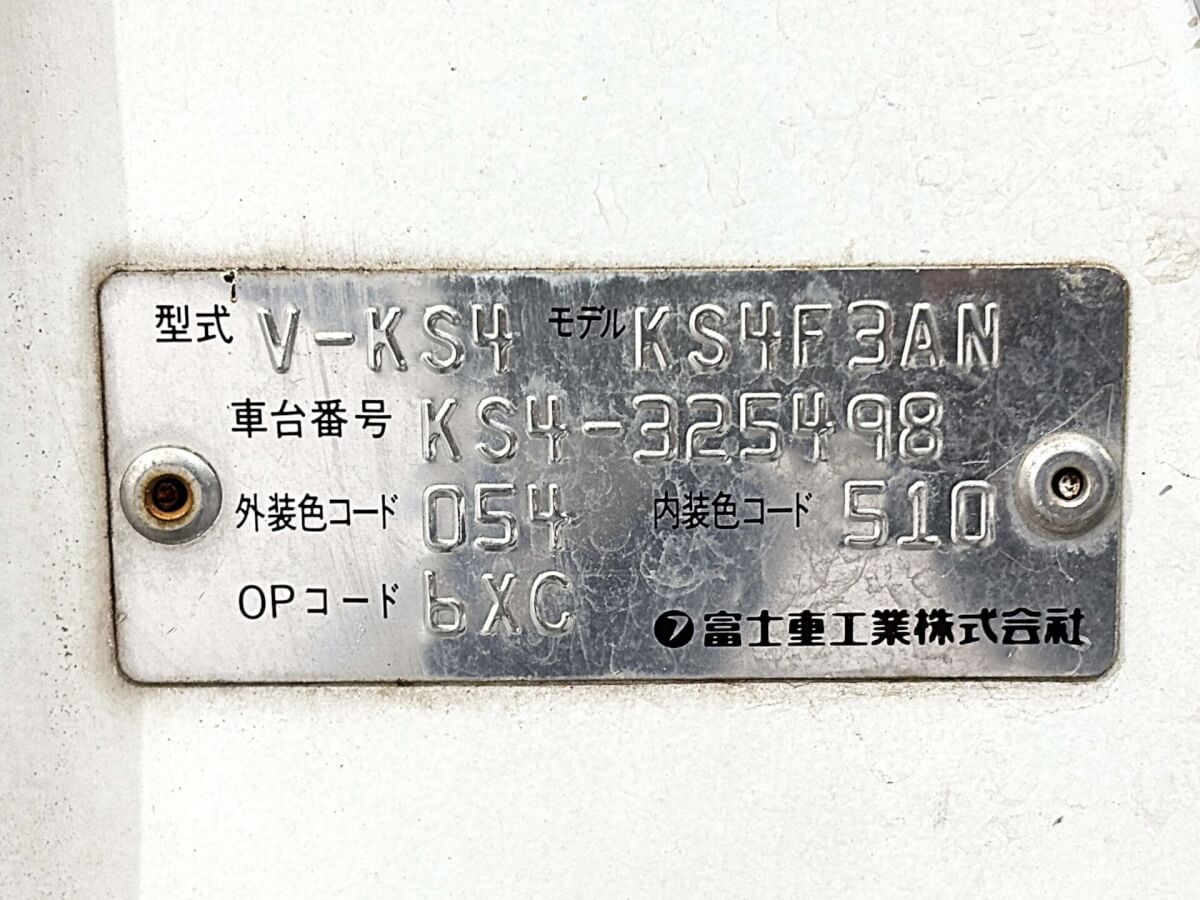 型式 V-KS4 モデル KS4F3AN
車台番号 KS4-325498
外装色コード 054 内装色コード 510
OPコード 6XC
フ 富士重工業株式会社